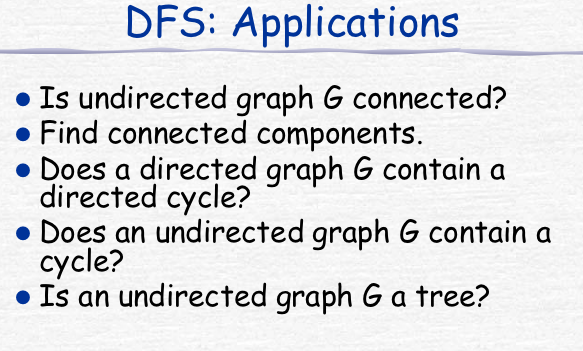 DFS: Applications
● Is undirected graph G connected?
● Find connected components.
● Does a directed graph G contain a
directed cycle?
● Does an undirected graph G contain a
cycle?
● Is an undirected graph G a tree?